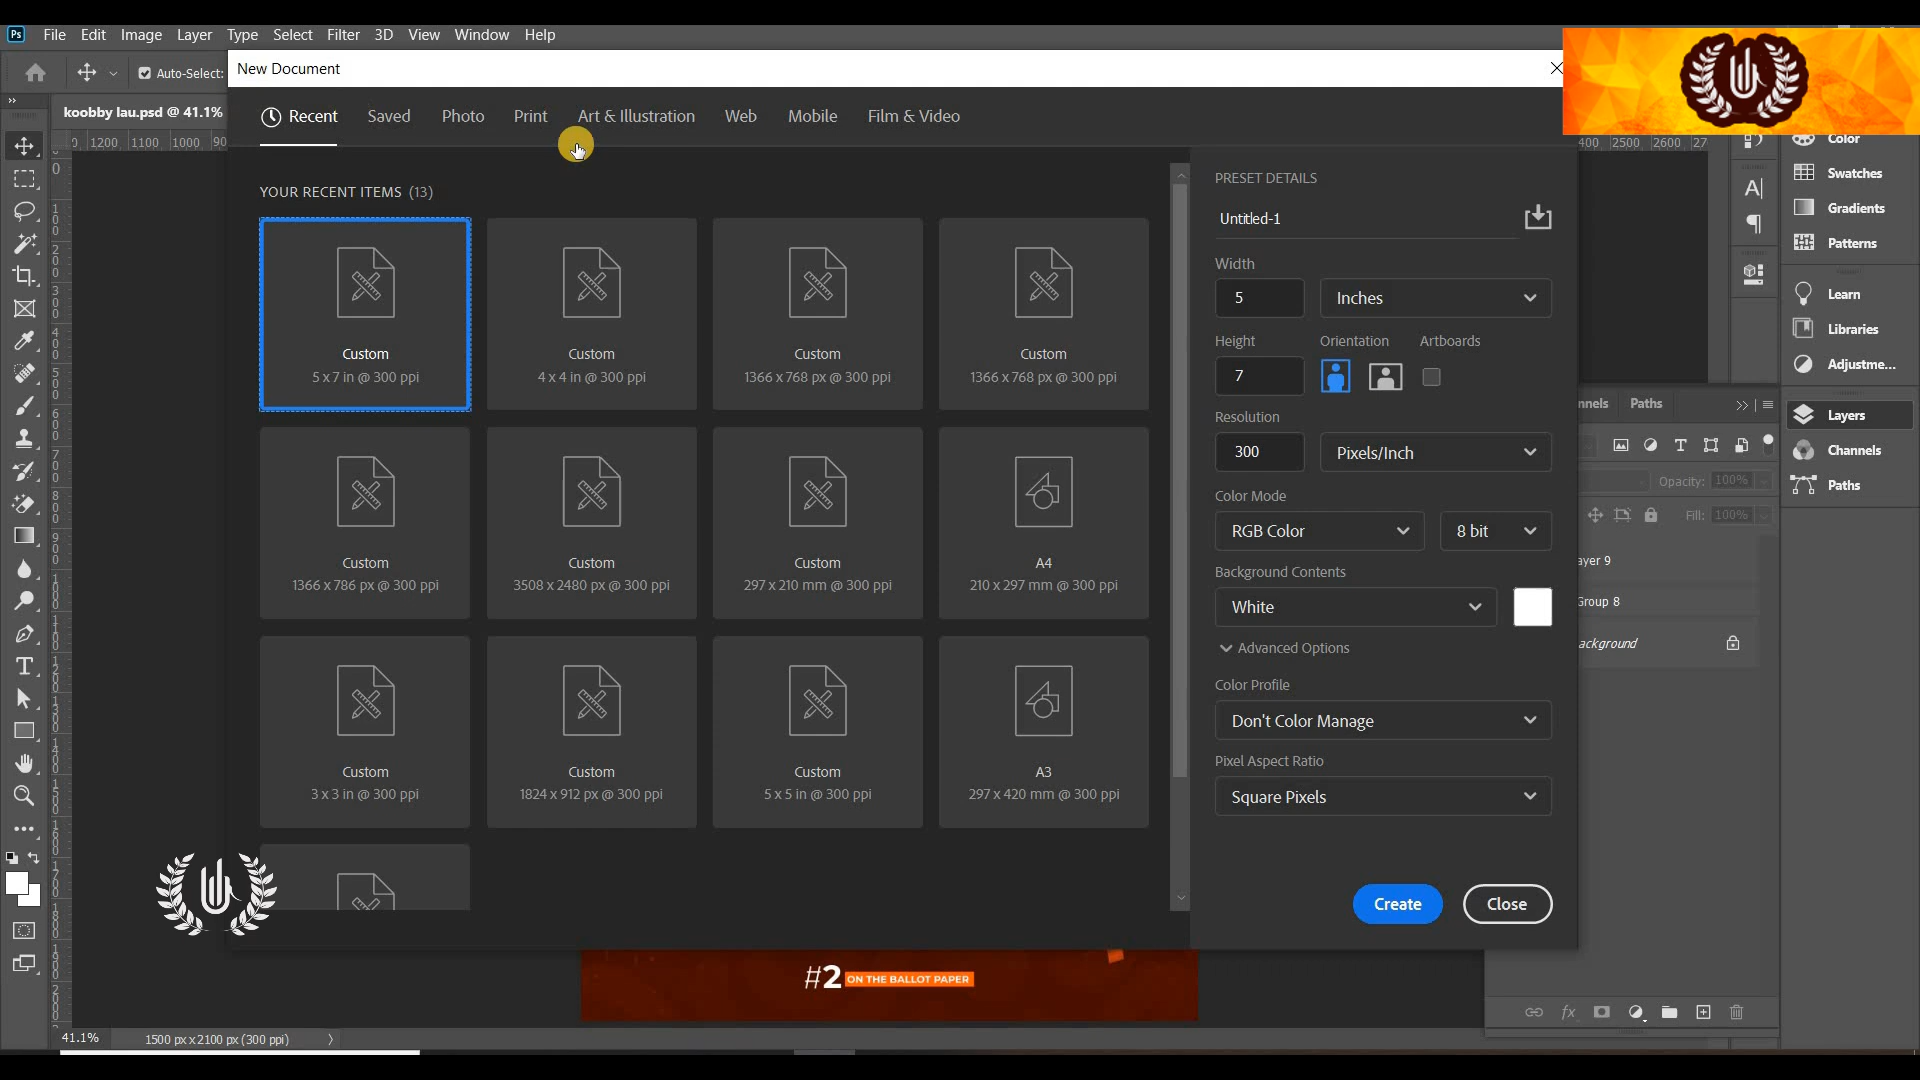 Ps File Edit Image Layer Type Select Filter 3D View Window Help
Auto-Select:
New Document
koobby lau.psd @ 41.1%
Recent Saved Photo Print Art & Illustration Web Mobile Film & Video
1200 1100 1000 90
400 2500 2600 27
YOUR RECENT ITEMS (13)
Custom
5 x 7 in @ 300 ppi
Custom
4 x 4 in @ 300 ppi
Custom
1366 x 768 px @ 300 ppi
Custom
1366 x 768 px @ 300 ppi
Custom
1366 x 786 px @ 300 ppi
Custom
3508 x 2480 px @ 300 ppi
Custom
297 x 210 mm @ 300 ppi
A4
210 x 297 mm @ 300 ppi
Custom
3 x 3 in @ 300 ppi
Custom
1824 x 912 px @ 300 ppi
Custom
5 x 5 in @ 300 ppi
A3
297 x 420 mm @ 300 ppi
PRESET DETAILS
Untitled-1
Width
5 Inches
Height Orientation Artboards
7
Resolution
300 Pixels/Inch
Color Mode
RGB Color 8 bit
Background Contents
White
Advanced Options
Color Profile
Don't Color Manage
Pixel Aspect Ratio
Square Pixels
Create Close
Color
Swatches
Gradients
Patterns
Learn
Libraries
Adjustme...
Layers
Channels
Paths
nnels Paths
Opacity: 100%
Fill: 100%
ayer 9
Group 8
ackground
#2 ON THE BALLOT PAPER
41.1% 1500 px x 2100 px (300 ppi)